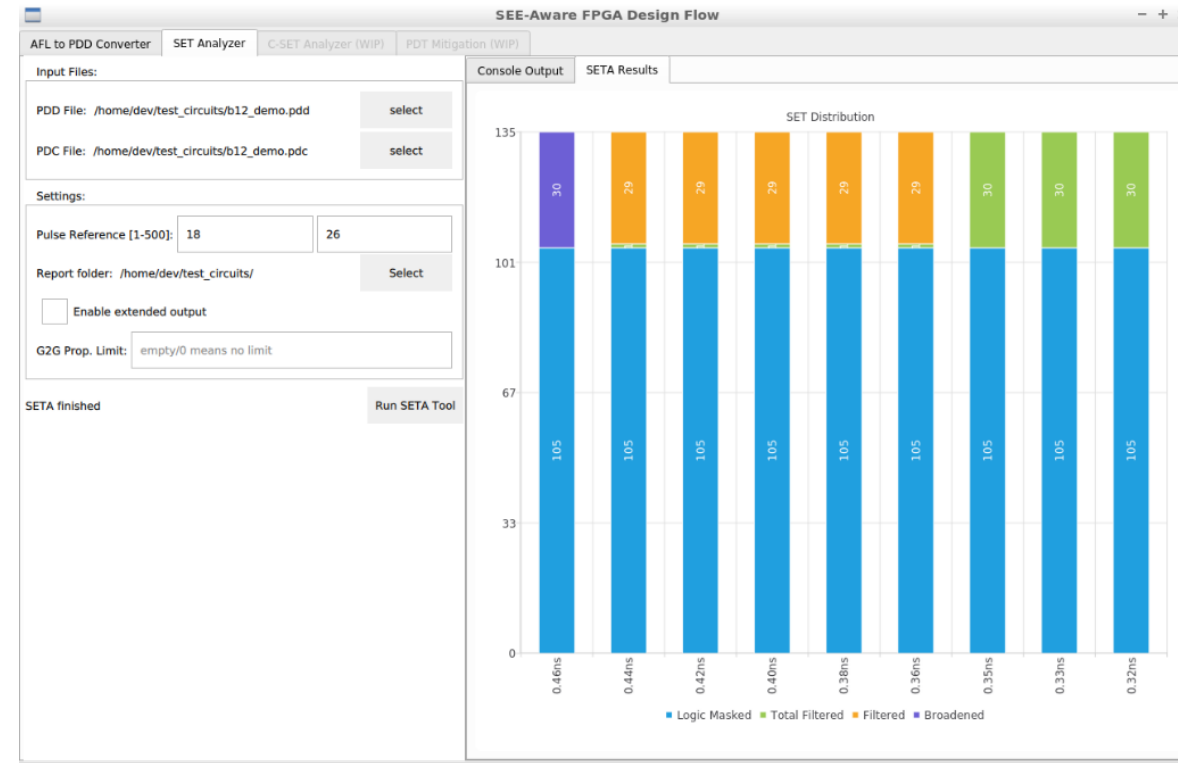 SEE-Aware FPGA Design Flow
AFL to PDD Converter
SET Analyzer
C-SET Analyzer (WiP)
PDT Mitigation (WiP)
Input Files:
PDD File: /home/dev/test_circuits/b12_demo.pdd
select
PDC File: /home/dev/test_circuits/b12_demo.pdc
select
Settings:
Pulse Reference [1-500]:
18
26
Report folder: /home/dev/test_circuits/
Select
Enable extended output
G2G Prop. Limit:
empty/0 means no limit
SETA finished
Run SETA Tool
Console Output
SETA Results
SET Distribution
135
101
67
33
0
30
29
29
29
29
29
30
30
30
105
105
105
105
105
105
105
105
105
0.46ns
0.44ns
0.42ns
0.40ns
0.38ns
0.36ns
0.35ns
0.33ns
0.32ns
Logic Masked
Total Filtered
Filtered
Broadened